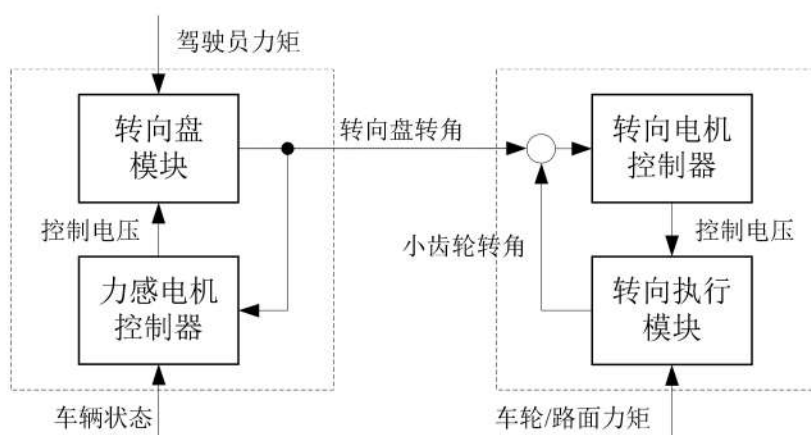 驾驶员力矩
转向盘
模块
转向盘转角
转向电机
控制器
控制电压
小齿轮转角
控制电压
力感电机
控制器
转向执行
模块
车辆状态
车轮/路面力矩